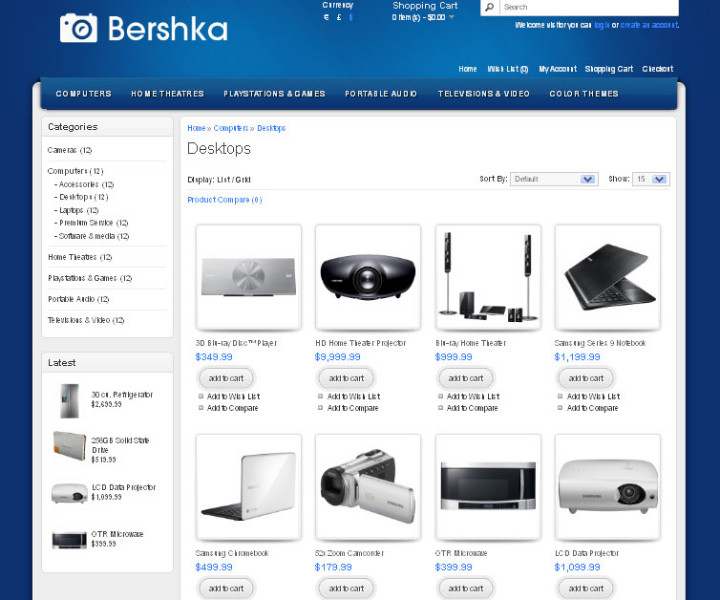 Bershka
Currency
€ £ $
Shopping Cart
0 item(s) - $0.00
Search
Welcome visitor you can log in or create an account.
Home Wish List (0) My Account Shopping Cart Checkout
COMPUTERS HOME THEATRES PLAYSTATIONS & GAMES PORTABLE AUDIO TELEVISIONS & VIDEO COLOR THEMES
Categories
Cameras (12)
Computers (12)
- Accessories (12)
- Desktops (12)
- Laptops (12)
- Premium Service (12)
- Software & media (12)
Home Theatres (12)
Playstations & Games (12)
Portable Audio (12)
Televisions & Video (12)
Latest
30 cu. Refrigerator
$2,699.99
256GB Solid State
Drive
$519.99
LCD Data Projector
$1,099.99
OTR Microwave
$399.99
Home » Computers » Desktops
Desktops
Display: List / Grid
Sort By: Default
Show: 15
Product Compare (0)
3D Blu-ray Disc™ Player
$349.99
add to cart
Add to Wish List
Add to Compare
HD Home Theater Projector
$9,999.99
add to cart
Add to Wish List
Add to Compare
Blu-ray Home Theater
$999.99
add to cart
Add to Wish List
Add to Compare
Samsung Series 9 Notebook
$1,199.99
add to cart
Add to Wish List
Add to Compare
Samsung Chromebook
$499.99
add to cart
52x Zoom Camcorder
$179.99
add to cart
OTR Microwave
$399.99
add to cart
LCD Data Projector
$1,099.99
add to cart